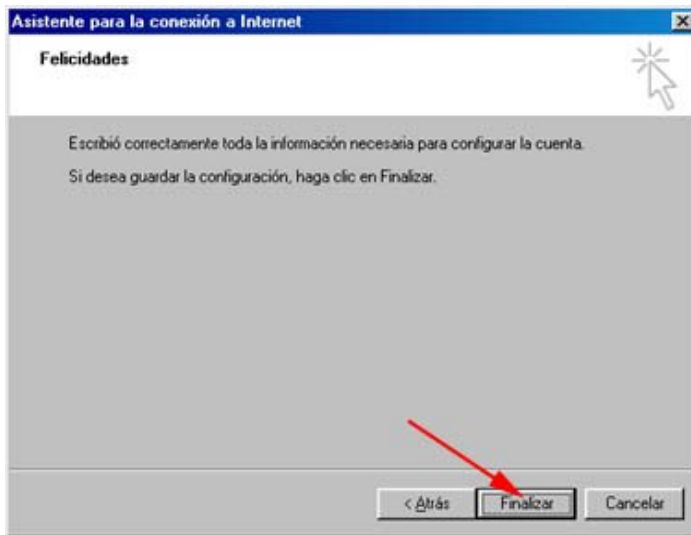 Asistente para la conexión a Internet
Felicidades
Escribió correctamente toda la información necesaria para configurar la cuenta.
Si desea guardar la configuración, haga clic en Finalizar.
< Atrás Finalizar Cancelar